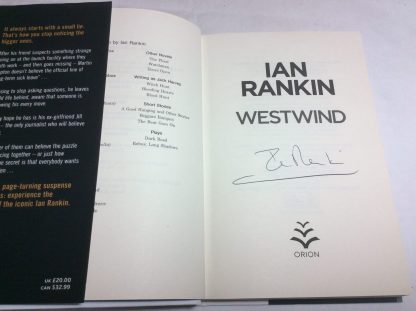 It always starts with a small lie.
That's how you stop noticing the
bigger ones.
After his friend suspects something strange
going on at the launch facility where they
both work – and then goes missing – Martin
doesn't believe the official line of
-term sick leave' . . .
to stop asking questions, he leaves
old life behind, aware that someone is
his every move.
hope he has is his ex-girlfriend Jill
– the only journalist who will believe
of them can believe the puzzle
together – or just how
secret is that everybody wants
page-turning suspense
experience the
of the iconic Ian Rankin.
UK £20.00
CAN $32.99
by Ian Rankin
Other Novels
The Flood
Watchman
Doors Open
Writing as Jack Harvey
Witch Hunt
Bleeding Hearts
Blood Hunt
Short Stories
A Good Hanging and Other Stories
Beggars Banquet
The Beat Goes On
Plays
Dark Road
Rebus: Long Shadows
IAN
RANKIN
WESTWIND
Ian Rankin
ORION